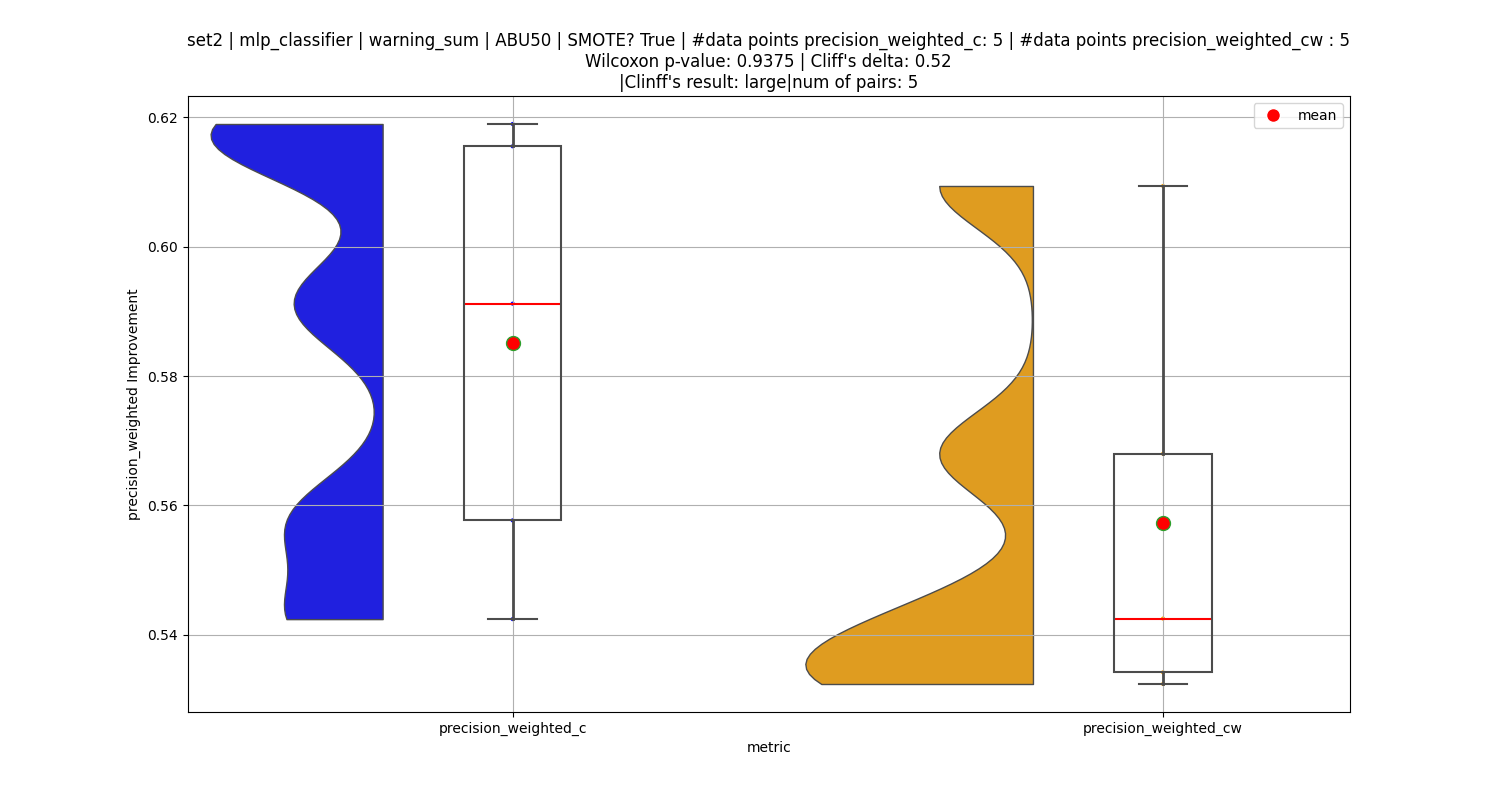 set2 | mlp_classifier | warning_sum | ABU50 | SMOTE? True | #data points precision_weighted_c: 5 | #data points precision_weighted_cw : 5
Wilcoxon p-value: 0.9375 | Cliff's delta: 0.52
|Clinff's result: large|num of pairs: 5
mean
0.62
0.60
0.58
0.56
0.54
precision_weighted Improvement
precision_weighted_c
precision_weighted_cw
metric